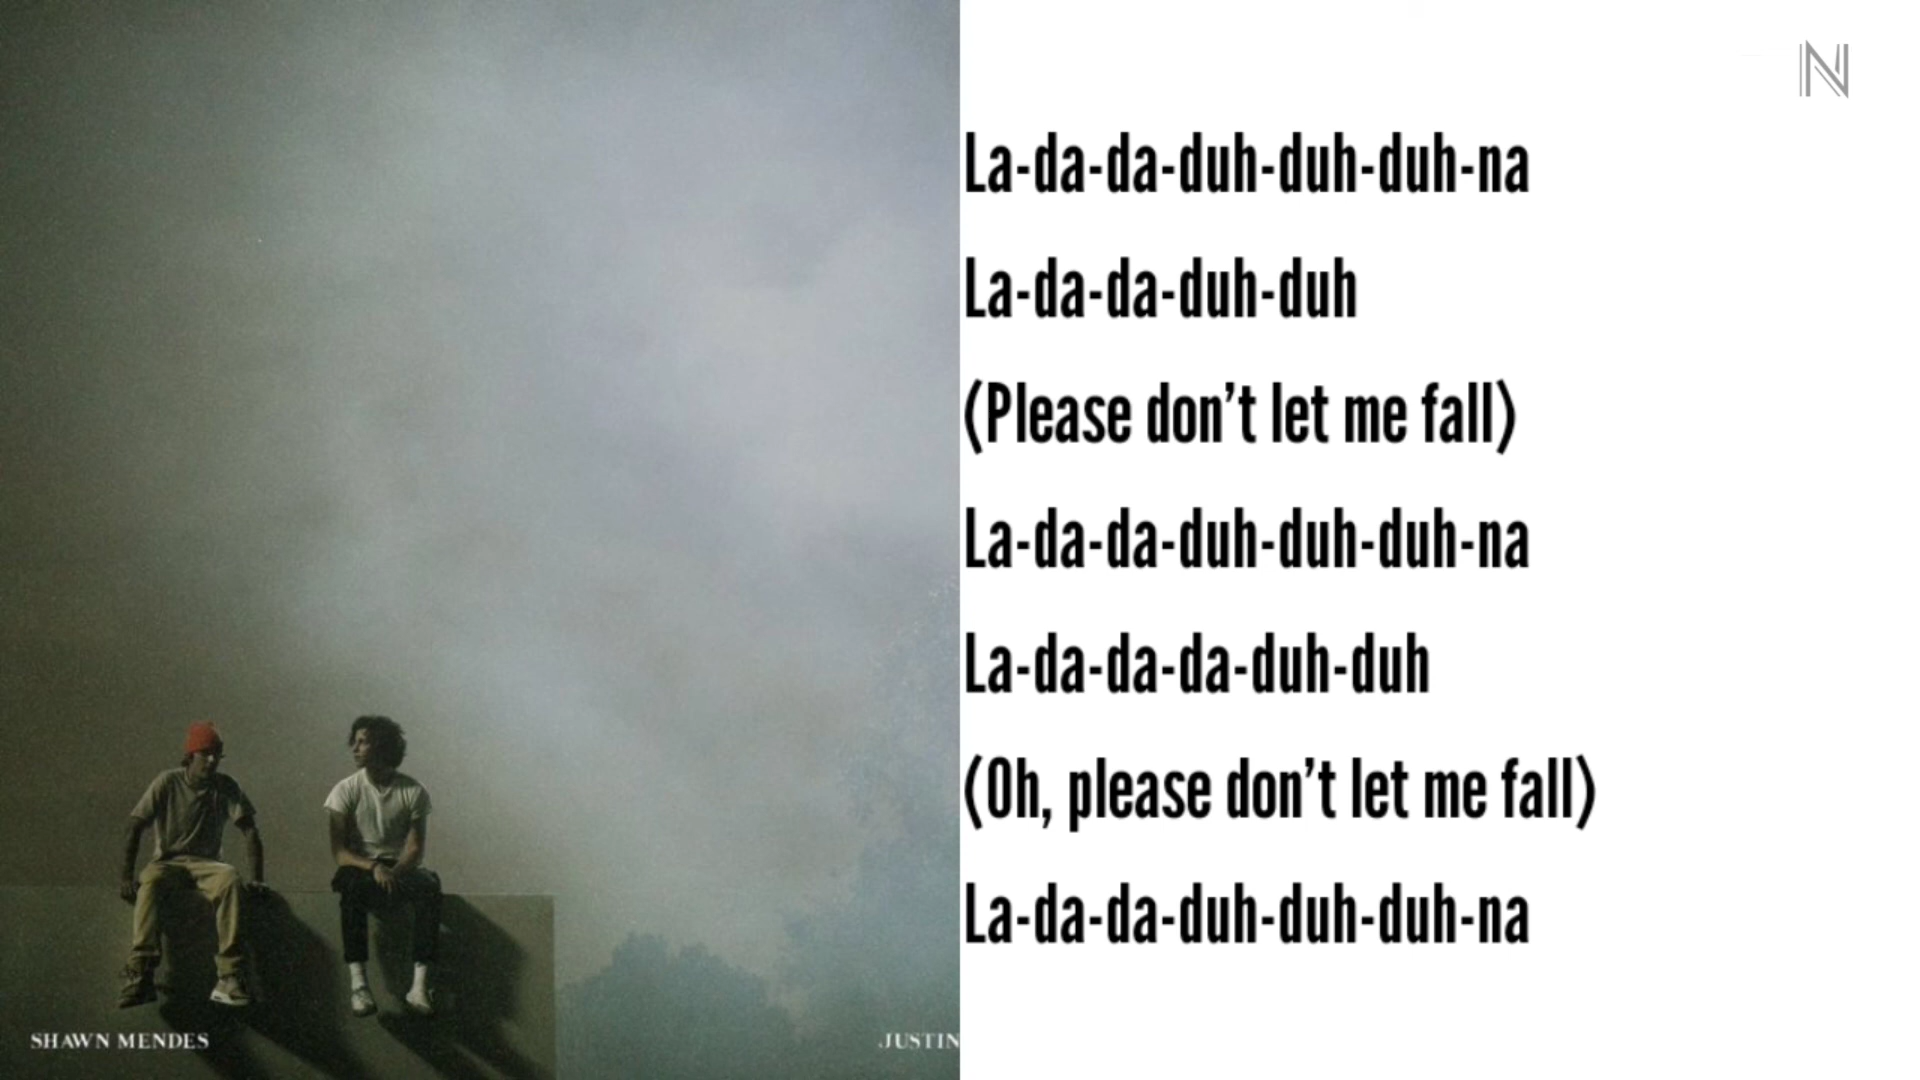 N
La-da-da-duh-duh-duh-na
La-da-da-duh-duh
(Please don’t let me fall)
La-da-da-duh-duh-duh-na
La-da-da-da-duh-duh
(Oh, please don’t let me fall)
La-da-da-duh-duh-duh-na
SHAWN MENDES
JUSTIN